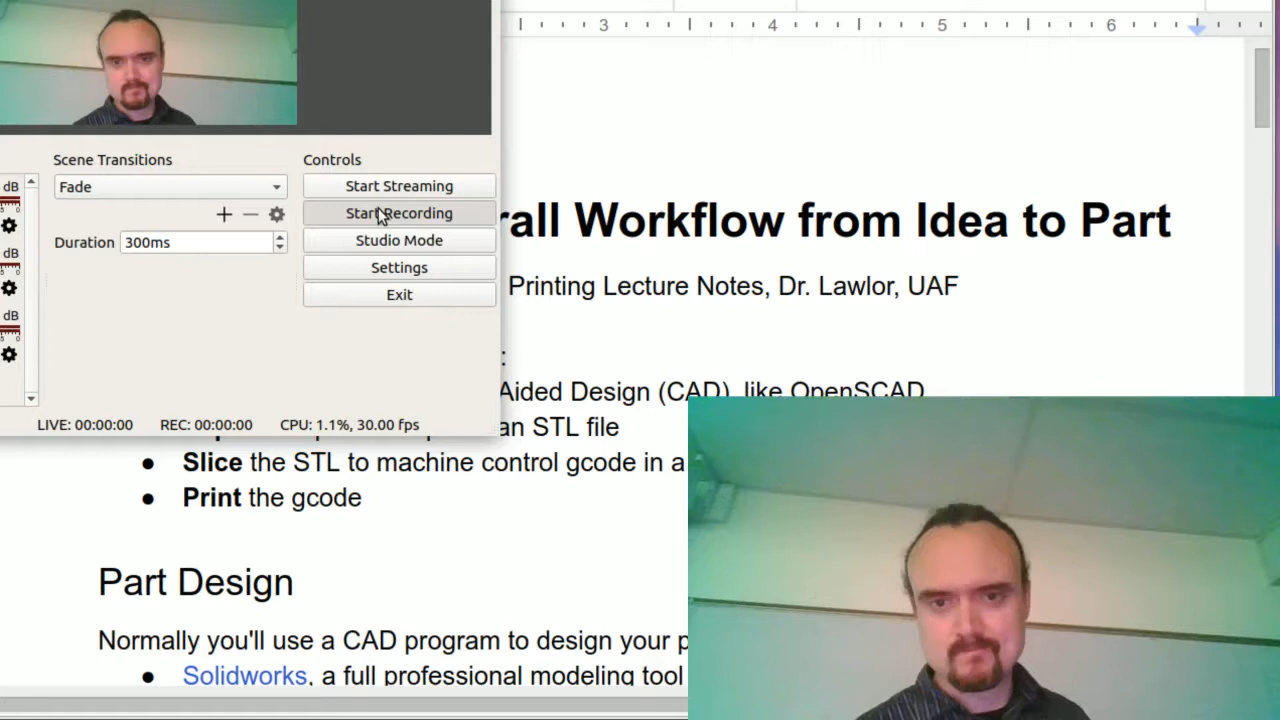 3 4 5 6
Scene Transitions
Controls
dB
Fade
Start Streaming
Start Recording
rall Workflow from Idea to Part
Duration 300ms
Studio Mode
dB
Settings
Printing Lecture Notes, Dr. Lawlor, UAF
Exit
dB
:
Aided Design (CAD), like OpenSCAD
LIVE: 00:00:00 REC: 00:00:00 CPU: 1.1%, 30.00 fps
an STL file
● Slice the STL to machine control gcode in a
● Print the gcode
Part Design
Normally you'll use a CAD program to design your p
● Solidworks, a full professional modeling tool